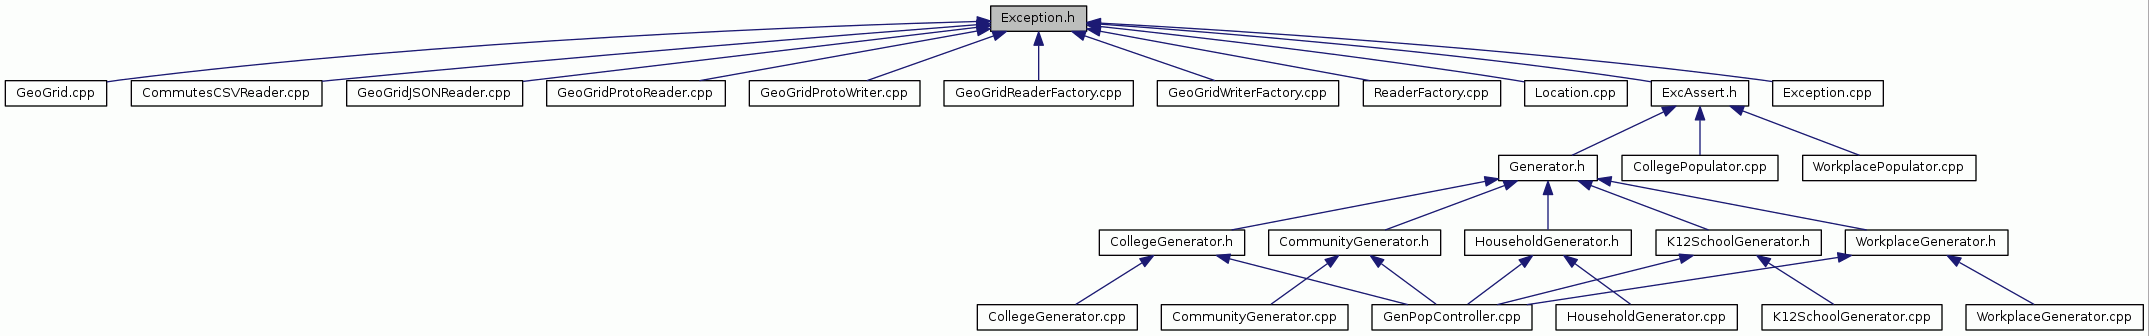 Exception.h
GeoGrid.cpp
CommutesCSVReader.cpp
GeoGridJSONReader.cpp
GeoGridProtoReader.cpp
GeoGridProtoWriter.cpp
GeoGridReaderFactory.cpp
GeoGridWriterFactory.cpp
ReaderFactory.cpp
Location.cpp
ExcAssert.h
Exception.cpp
Generator.h
CollegePopulator.cpp
WorkplacePopulator.cpp
CollegeGenerator.h
CommunityGenerator.h
HouseholdGenerator.h
K12SchoolGenerator.h
WorkplaceGenerator.h
CollegeGenerator.cpp
CommunityGenerator.cpp
GenPopController.cpp
HouseholdGenerator.cpp
K12SchoolGenerator.cpp
WorkplaceGenerator.cpp